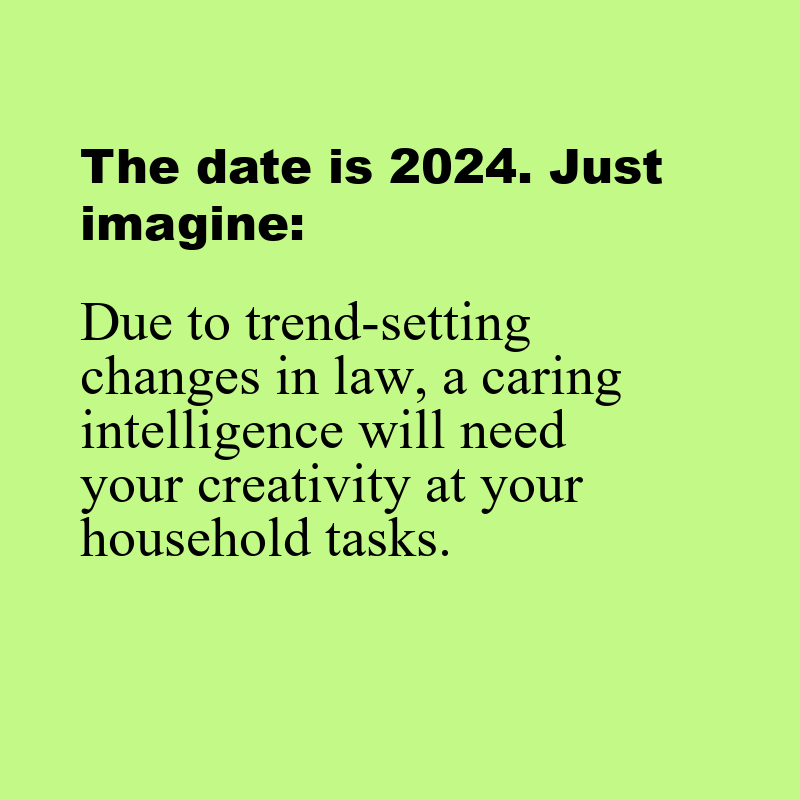 The date is 2024. Just
imagine:
Due to trend-setting
changes in law, a caring
intelligence will need
your creativity at your
household tasks.